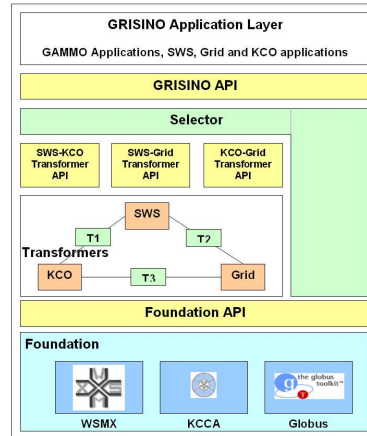 GRISINO Application Layer
GAMMO Applications, SWS, Grid and KCO applications
GRISINO API
Selector
SWS-KCO
Transformer
API
SWS-Grid
Transformer
API
KCO-Grid
Transformer
API
SWS
T1
T2
Transformers
KCO
T3
Grid
Foundation API
Foundation
the globus
toolkit™
g
T
WSMX
KCCA
Globus